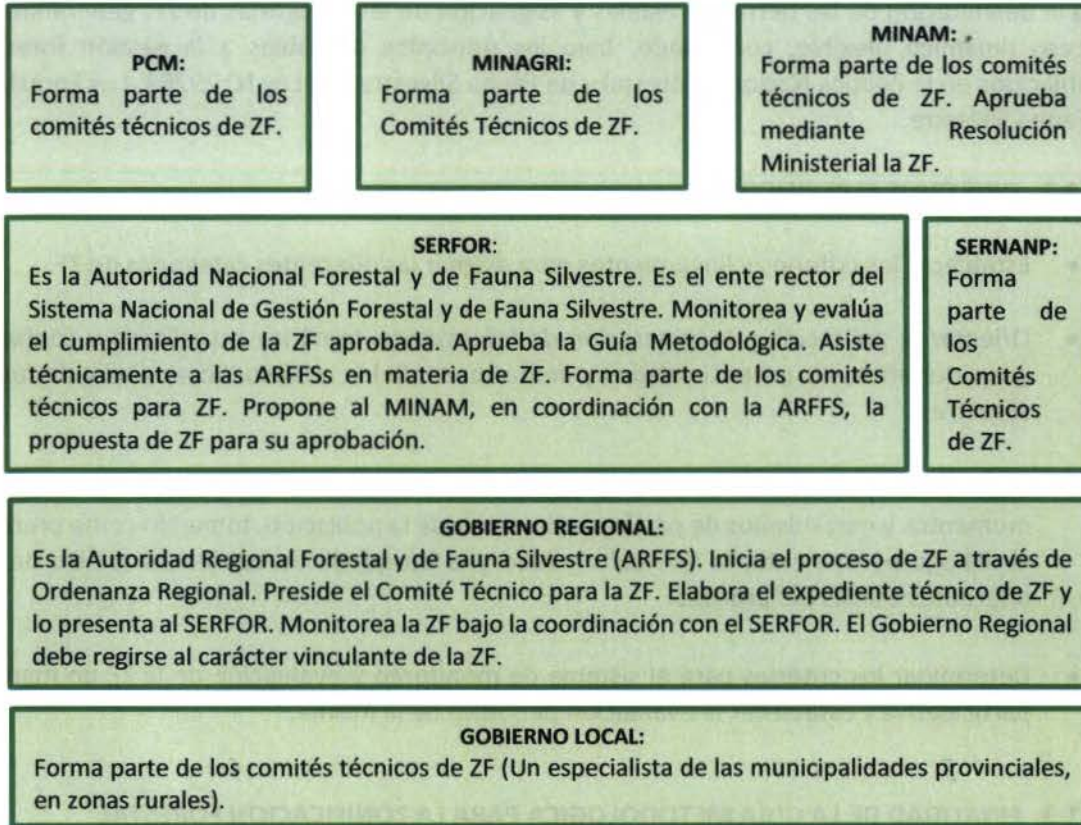 PCM:
Forma parte de los
comités técnicos de ZF.
MINAGRI:
Forma parte de los
Comités Técnicos de ZF.
MINAM:
Forma parte de los comités
técnicos de ZF. Aprueba
mediante Resolución
Ministerial la ZF.
SERFOR:
Es la Autoridad Nacional Forestal y de Fauna Silvestre. Es el ente rector del
Sistema Nacional de Gestión Forestal y de Fauna Silvestre. Monitorea y evalúa
el cumplimiento de la ZF aprobada. Aprueba la Guía Metodológica. Asiste
técnicamente a las ARFFSs en materia de ZF. Forma parte de los comités
técnicos para ZF. Propone al MINAM, en coordinación con la ARFFS, la
propuesta de ZF para su aprobación.
SERNANP:
Forma
parte de
los
Comités
Técnicos
de ZF.
GOBIERNO REGIONAL:
Es la Autoridad Regional Forestal y de Fauna Silvestre (ARFFS). Inicia el proceso de ZF a través de
Ordenanza Regional. Preside el Comité Técnico para la ZF. Elabora el expediente técnico de ZF y
lo presenta al SERFOR. Monitorea la ZF bajo la coordinación con el SERFOR. El Gobierno Regional
debe regirse al carácter vinculante de la ZF.
GOBIERNO LOCAL:
Forma parte de los comités técnicos de ZF (Un especialista de las municipalidades provinciales,
en zonas rurales).